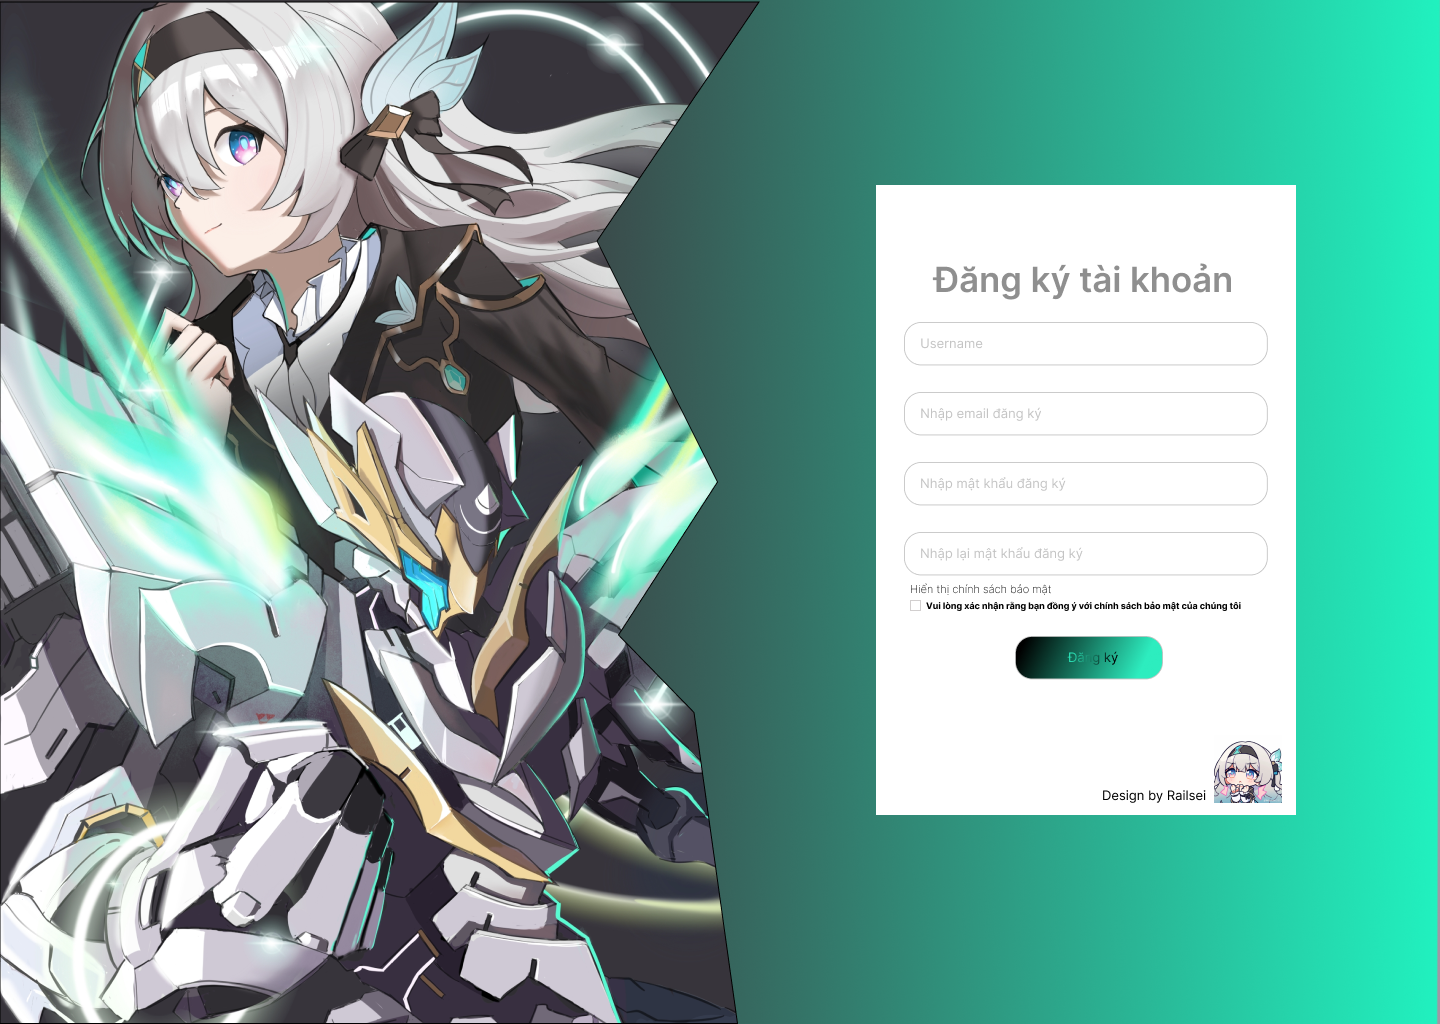 Đăng ký tài khoản
Username
Nhập email đăng ký
Nhập mật khẩu đăng ký
Nhập lại mật khẩu đăng ký
Hiển thị chính sách bảo mật
Vui lòng xác nhận rằng bạn đồng ý với chính sách bảo mật của chúng tôi
Đăng ký
Design by Railsei